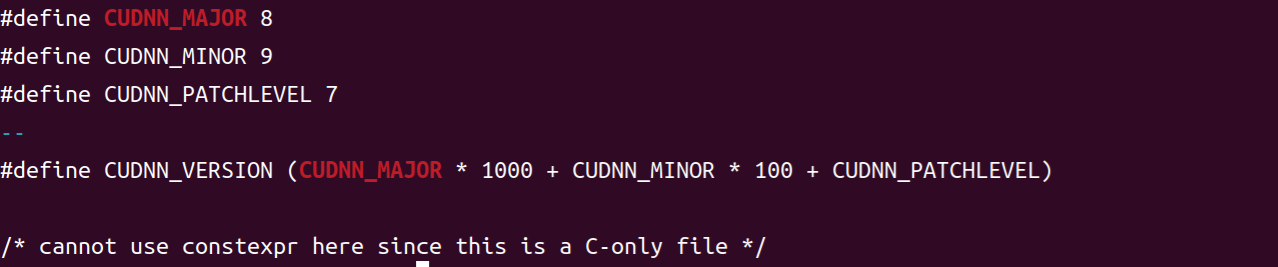 #define CUDNN_MAJOR 8
#define CUDNN_MINOR 9
#define CUDNN_PATCHLEVEL 7
--
#define CUDNN_VERSION (CUDNN_MAJOR * 1000 + CUDNN_MINOR * 100 + CUDNN_PATCHLEVEL)
/* cannot use constexpr here since this is a C-only file */